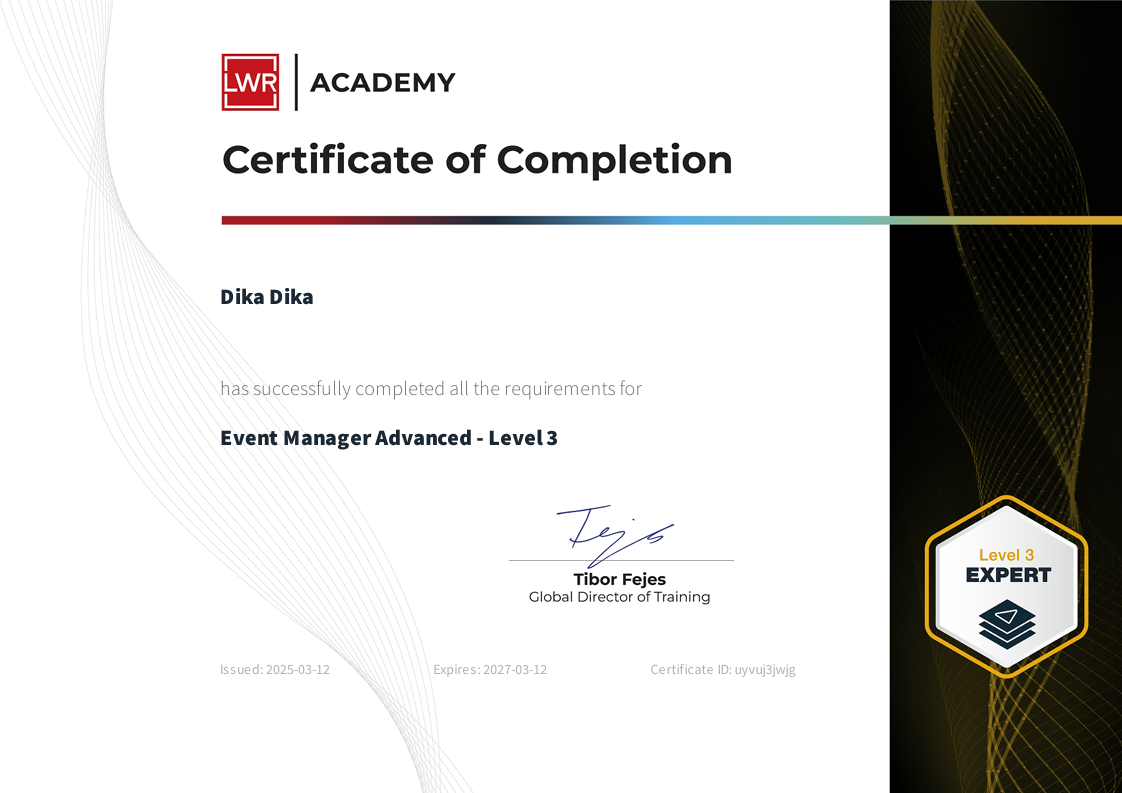 LWR ACADEMY
Certificate of Completion
Dika Dika
has successfully completed all the requirements for
Event Manager Advanced - Level 3
Fejs
Tibor Fejes
Global Director of Training
Issued: 2025-03-12 Expires: 2027-03-12 Certificate ID: uyvuj3jwjg
Level 3
EXPERT